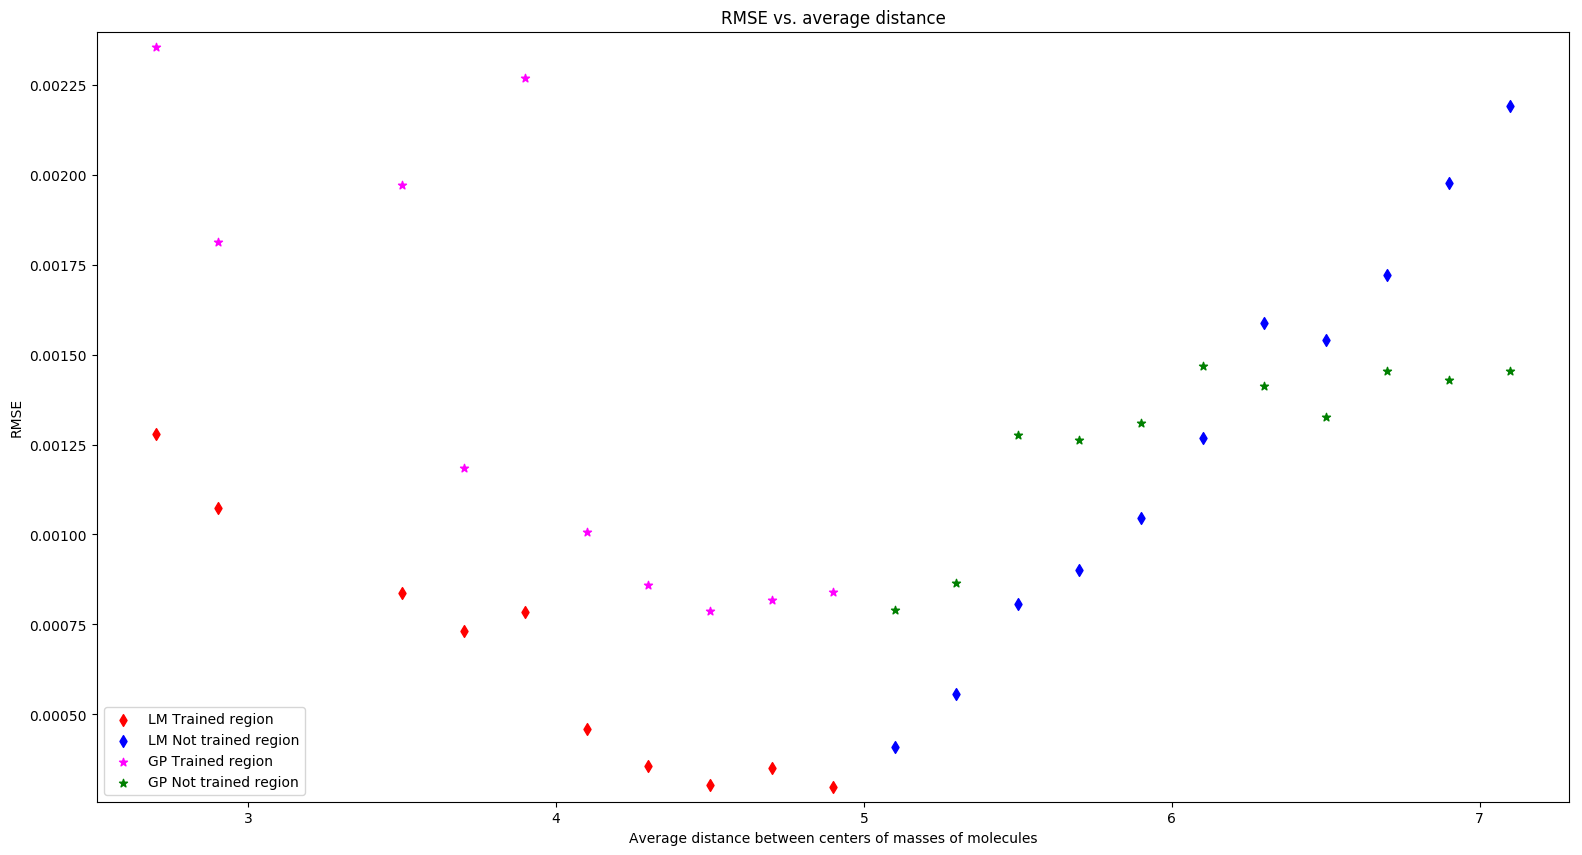 RMSE vs. average distance
RMSE
0.00225
0.00200
0.00175
0.00150
0.00125
0.00100
0.00075
0.00050
LM Trained region
LM Not trained region
GP Trained region
GP Not trained region
3 4 5 6 7
Average distance between centers of masses of molecules